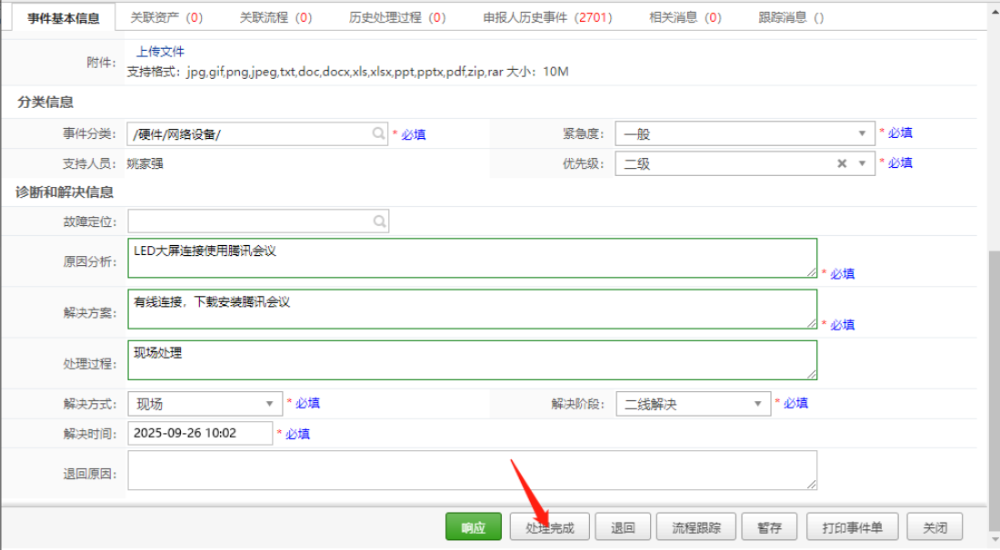 事件基本信息 关联资产 (0) 关联流程 (0) 历史处理过程 (0) 申报人历史事件 (2701) 相关消息 (0) 跟踪消息 ()
上传文件
附件:
支持格式: jpg,gif,png,jpeg,txt,doc,docx,xls,xlsx,ppt,pptx,pdf,zip,rar 大小: 10M
分类信息
事件分类: /硬件/网络设备/ * 必填 紧急度: 一般 * 必填
支持人员: 姚家强 优先级: 二级 * 必填
诊断和解决信息
故障定位:
原因分析: LED大屏连接使用腾讯会议 * 必填
解决方案: 有线连接，下载安装腾讯会议 * 必填
处理过程: 现场处理
解决方式: 现场 * 必填 解决阶段: 二线解决 * 必填
解决时间: 2025-09-26 10:02 * 必填
退回原因:
响应 处理完成 退回 流程跟踪 暂存 打印事件单 关闭